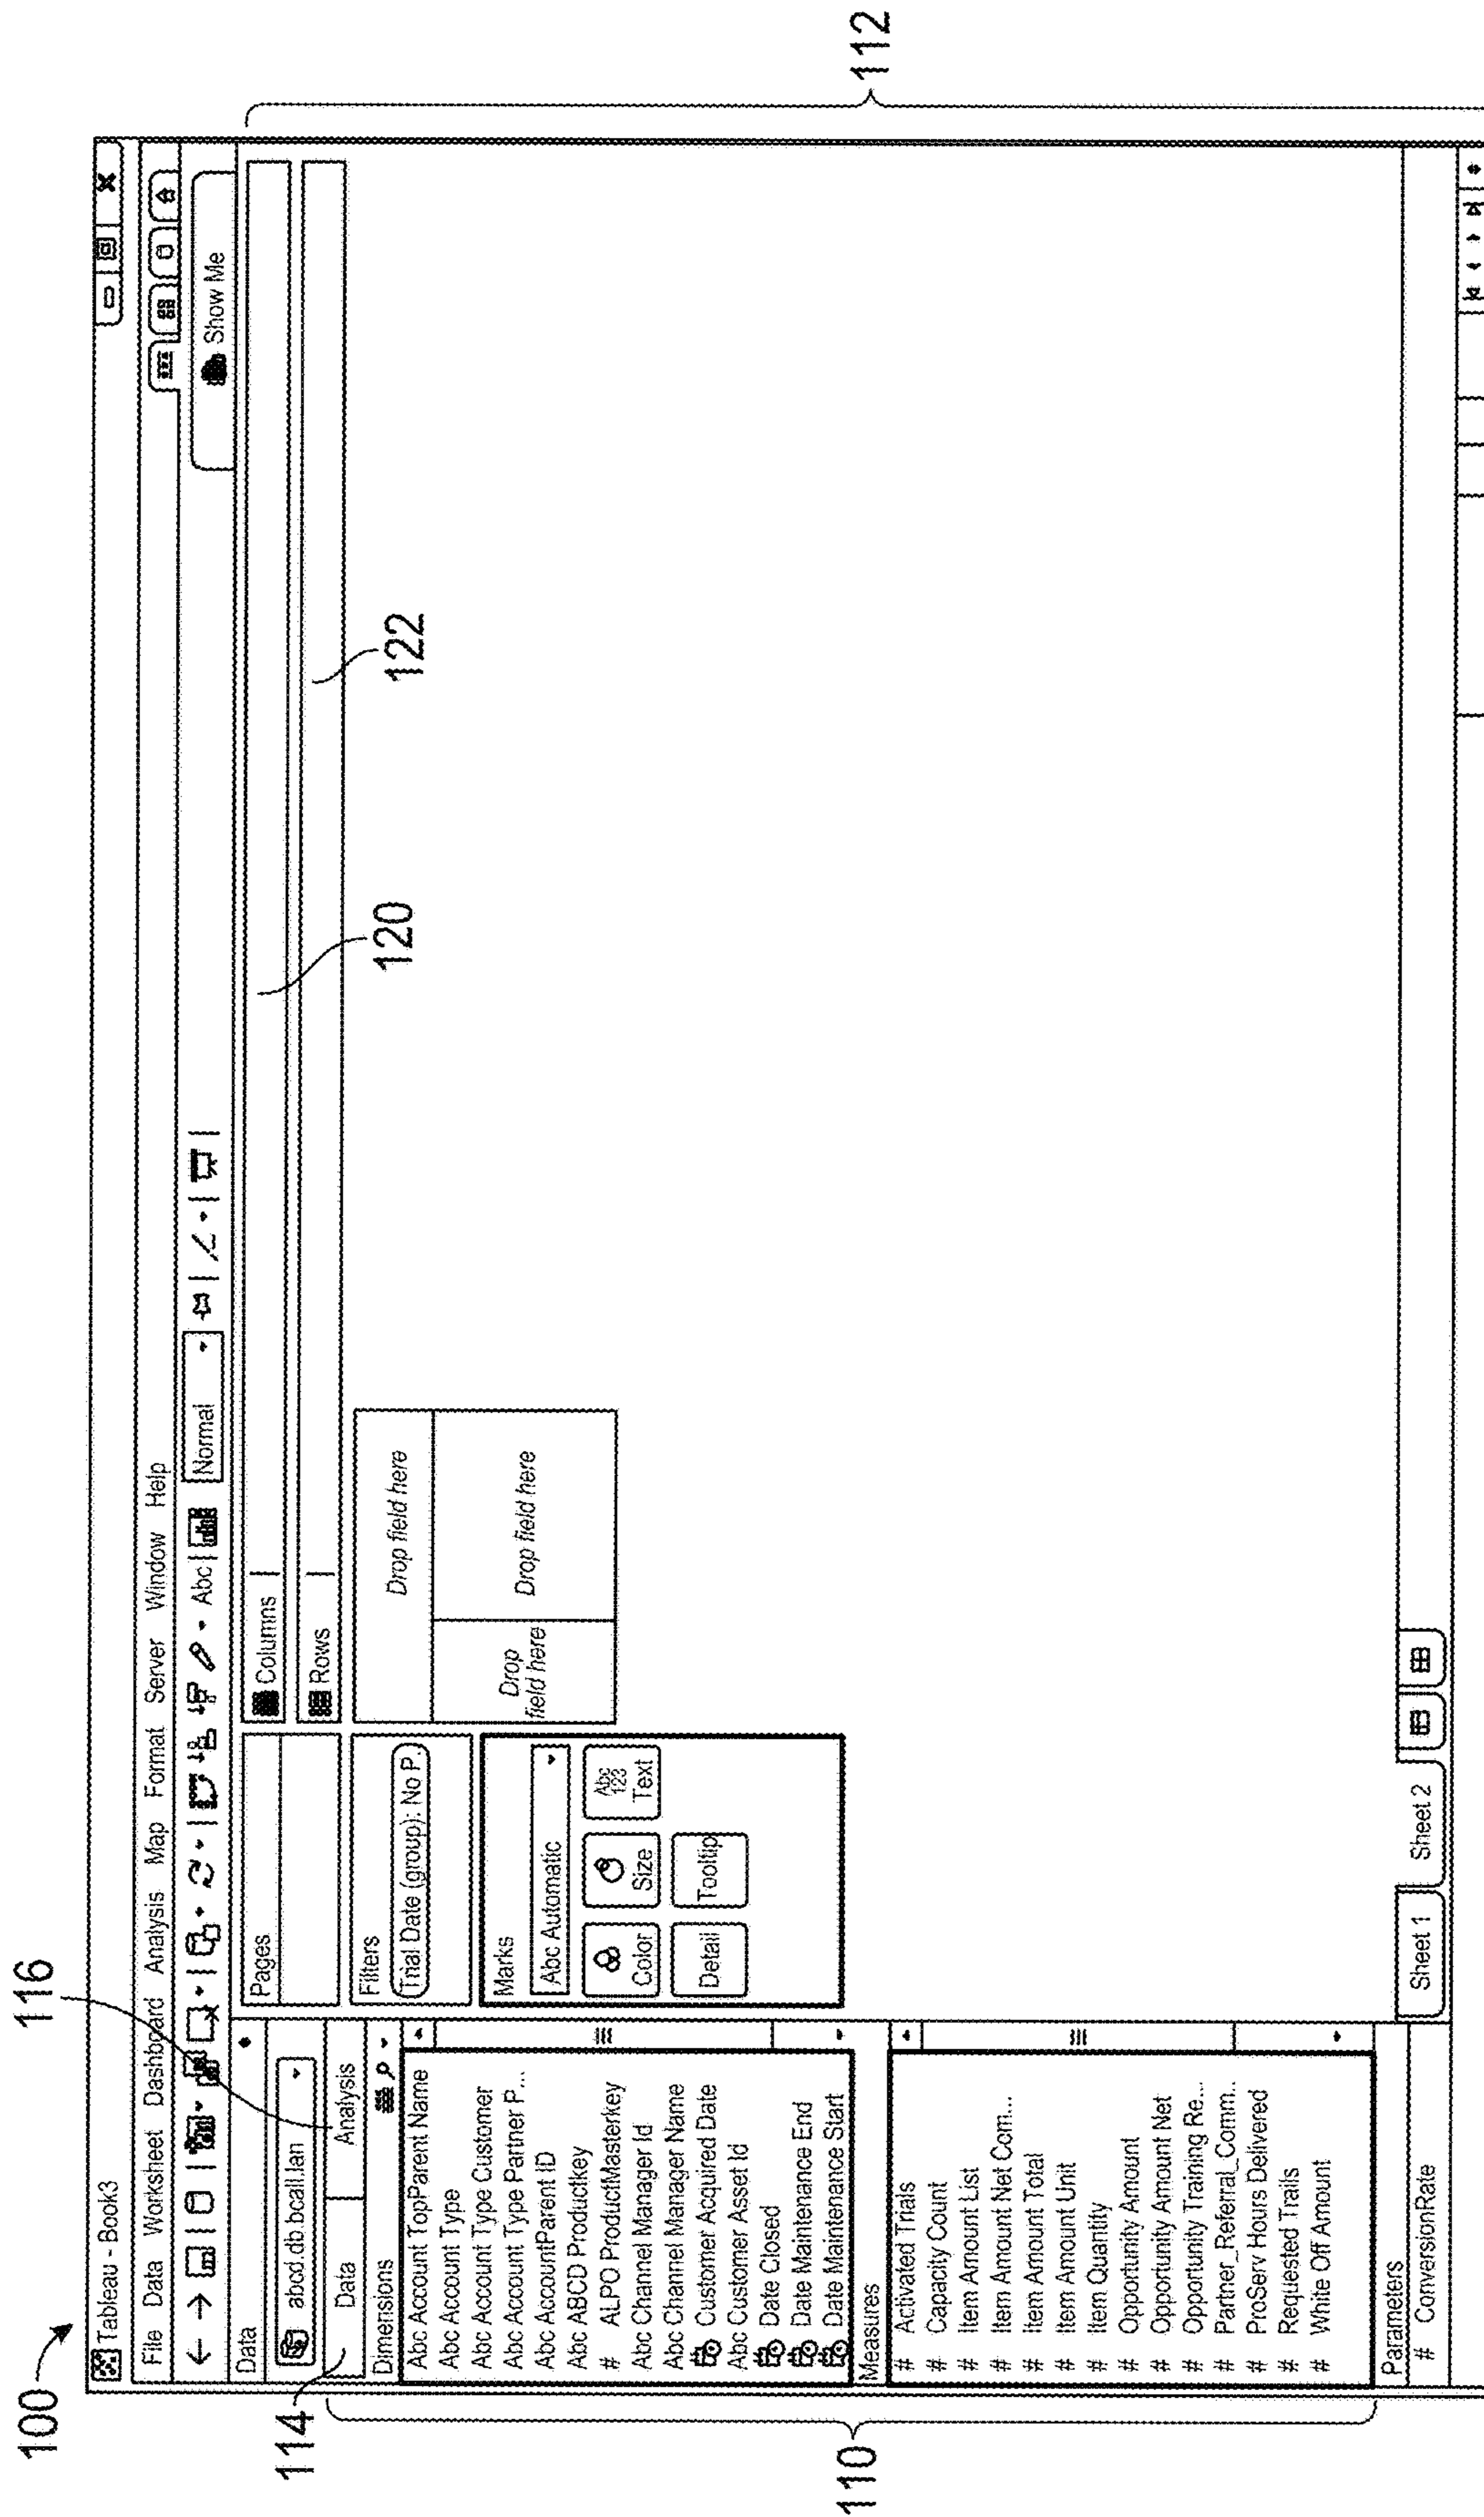 100
116
Tableau - Book3
File Data Worksheet Dashboard Analysis Map Format Server Window Help
Abc
Normal
Show Me
112
Data
abcd.db.bcall.lan
114
Data
Analysis
Dimensions
Abc Account TopParent Name
Abc Account Type
Abc Account Type Customer
Abc Account Type Partner P...
Abc AccountParent ID
Abc ABCD Productkey
# ALPO ProductMasterkey
Abc Channel Manager Id
Abc Channel Manager Name
Customer Acquired Date
Abc Customer Asset Id
Date Closed
Date Maintenance End
Date Maintenance Start
110
Measures
# Activated Trials
# Capacity Count
# Item Amount List
# Item Amount Net Com...
# Item Amount Total
# Item Amount Unit
# Item Quantity
# Opportunity Amount
# Opportunity Amount Net
# Opportunity Training Re...
# Partner_Referral_Comm..
# ProServ Hours Delivered
# Requested Trails
# White Off Amount
Parameters
# ConversionRate
Pages
Filters
Trial Date (group): No P.
Marks
Abc Automatic
Color
Size
Abc
123
Text
Detail
Tooltip
Columns
120
Rows
122
Drop field here
Drop
field here
Drop field here
Sheet 1
Sheet 2